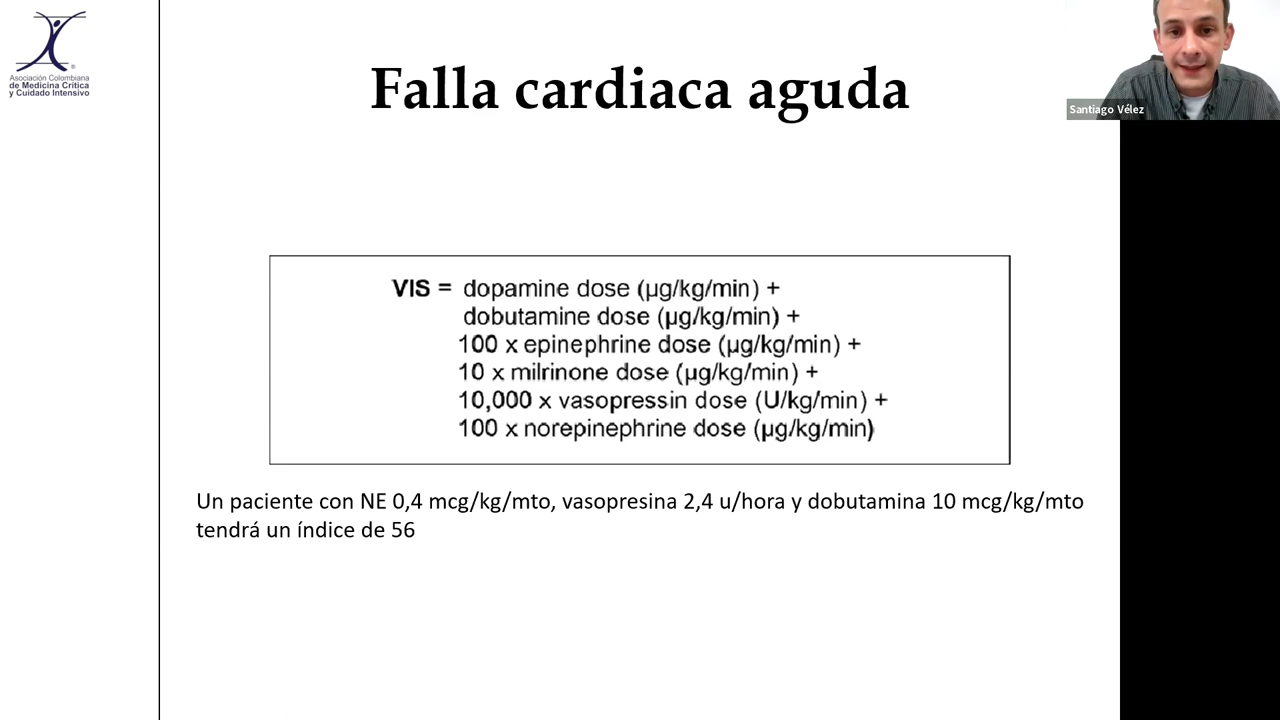 Asociación Colombiana
de Medicina Crítica
y Cuidado Intensivo
®
Falla cardiaca aguda
Santiago Vélez
VIS = dopamine dose (µg/kg/min) +
dobutamine dose (µg/kg/min) +
100 x epinephrine dose (µg/kg/min) +
10 x milrinone dose (µg/kg/min) +
10,000 x vasopressin dose (U/kg/min) +
100 x norepinephrine dose (µg/kg/min)
Un paciente con NE 0,4 mcg/kg/mto, vasopresina 2,4 u/hora y dobutamina 10 mcg/kg/mto
tendrá un índice de 56